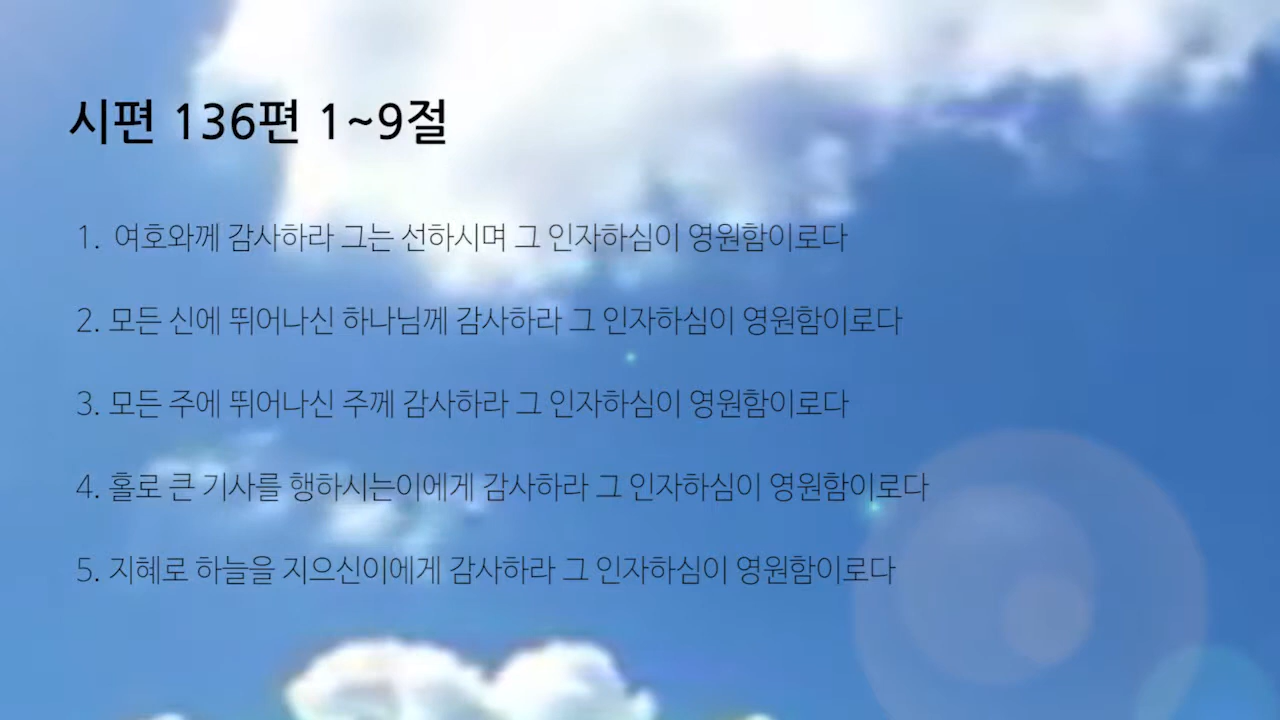 시편 136편 1~9절
1. 여호와께 감사하라 그는 선하시며 그 인자하심이 영원함이로다
2. 모든 신에 뛰어나신 하나님께 감사하라 그 인자하심이 영원함이로다
3. 모든 주에 뛰어나신 주께 감사하라 그 인자하심이 영원함이로다
4. 홀로 큰 기사를 행하시는이에게 감사하라 그 인자하심이 영원함이로다
5. 지혜로 하늘을 지으신이에게 감사하라 그 인자하심이 영원함이로다